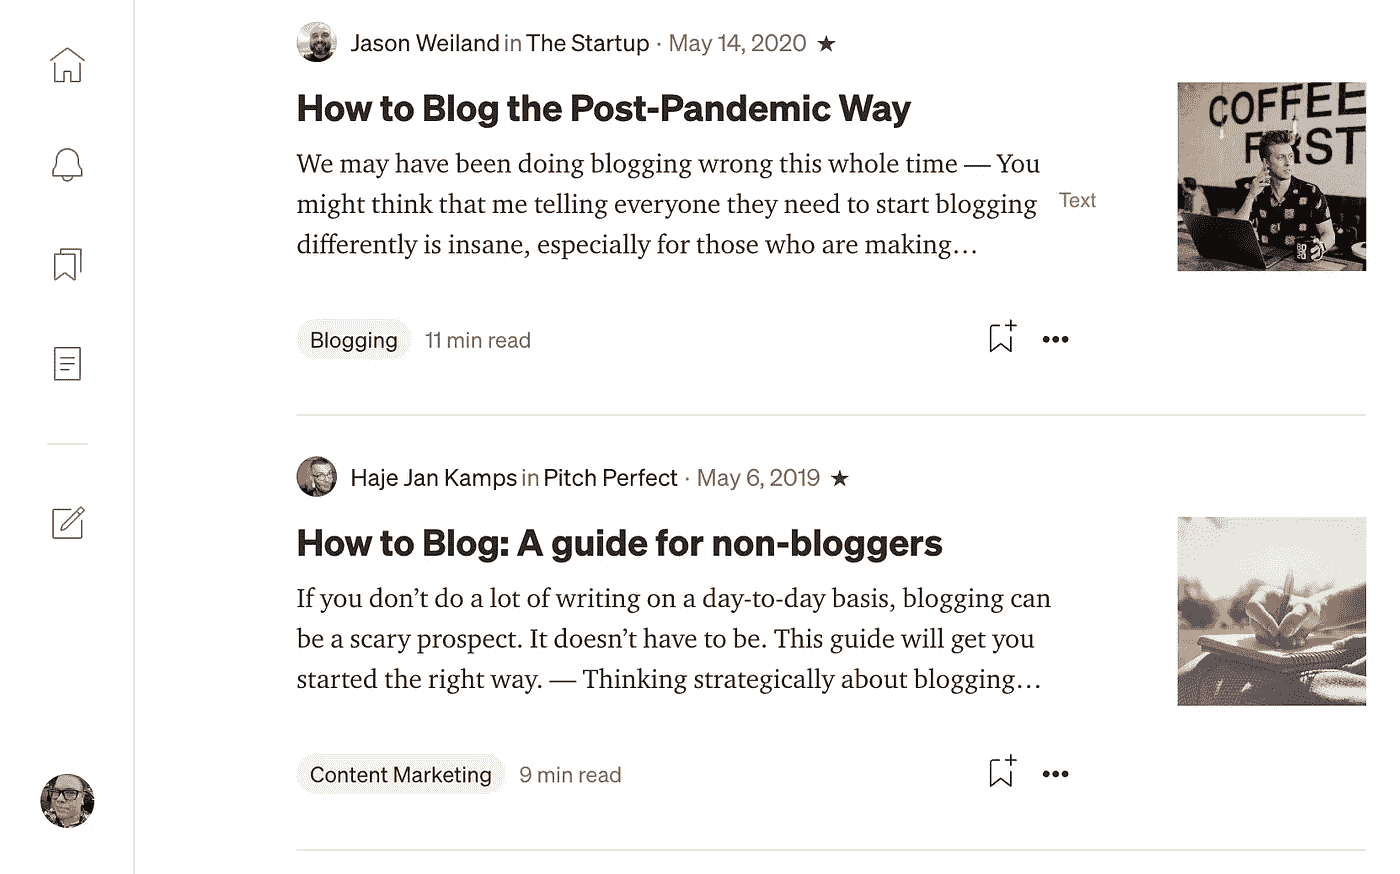 Jason Weiland in The Startup · May 14, 2020 ★
How to Blog the Post-Pandemic Way
We may have been doing blogging wrong this whole time — You
might think that me telling everyone they need to start blogging
differently is insane, especially for those who are making…
Text
COFFEE
FIRST
Blogging 11 min read
Haje Jan Kamps in Pitch Perfect · May 6, 2019 ★
How to Blog: A guide for non-bloggers
If you don’t do a lot of writing on a day-to-day basis, blogging can
be a scary prospect. It doesn’t have to be. This guide will get you
started the right way. — Thinking strategically about blogging…
Content Marketing 9 min read